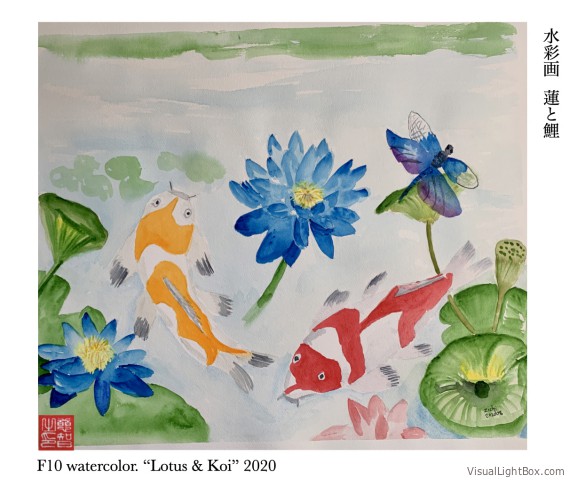 水彩画 蓮と鯉
F10 watercolor. “Lotus & Koi” 2020
VisualLightBox.com